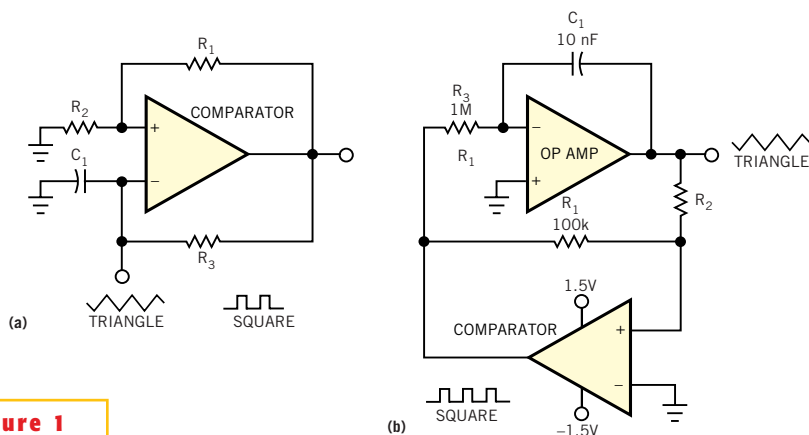 R1
R2
COMPARATOR
+
C1
−
R3
TRIANGLE
SQUARE
(a)
C1
10 nF
R3
1M
−
OP AMP
+
R1
TRIANGLE
R1
100k
R2
1.5V
COMPARATOR
+
−
SQUARE
−1.5V
(b)
ure 1